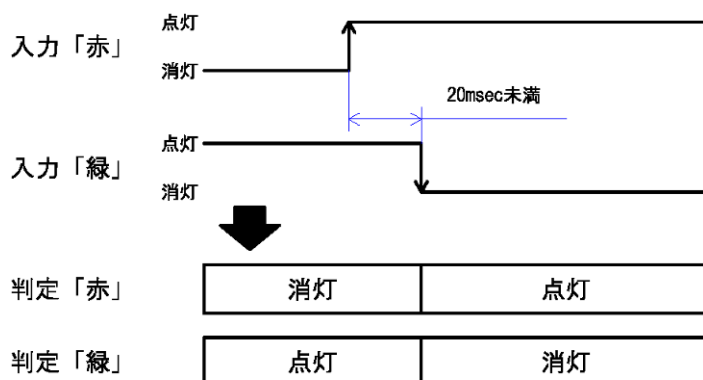 点灯
入力「赤」
消灯
20msec未満
点灯
入力「緑」
消灯
判定「赤」 消灯 点灯
判定「緑」 点灯 消灯